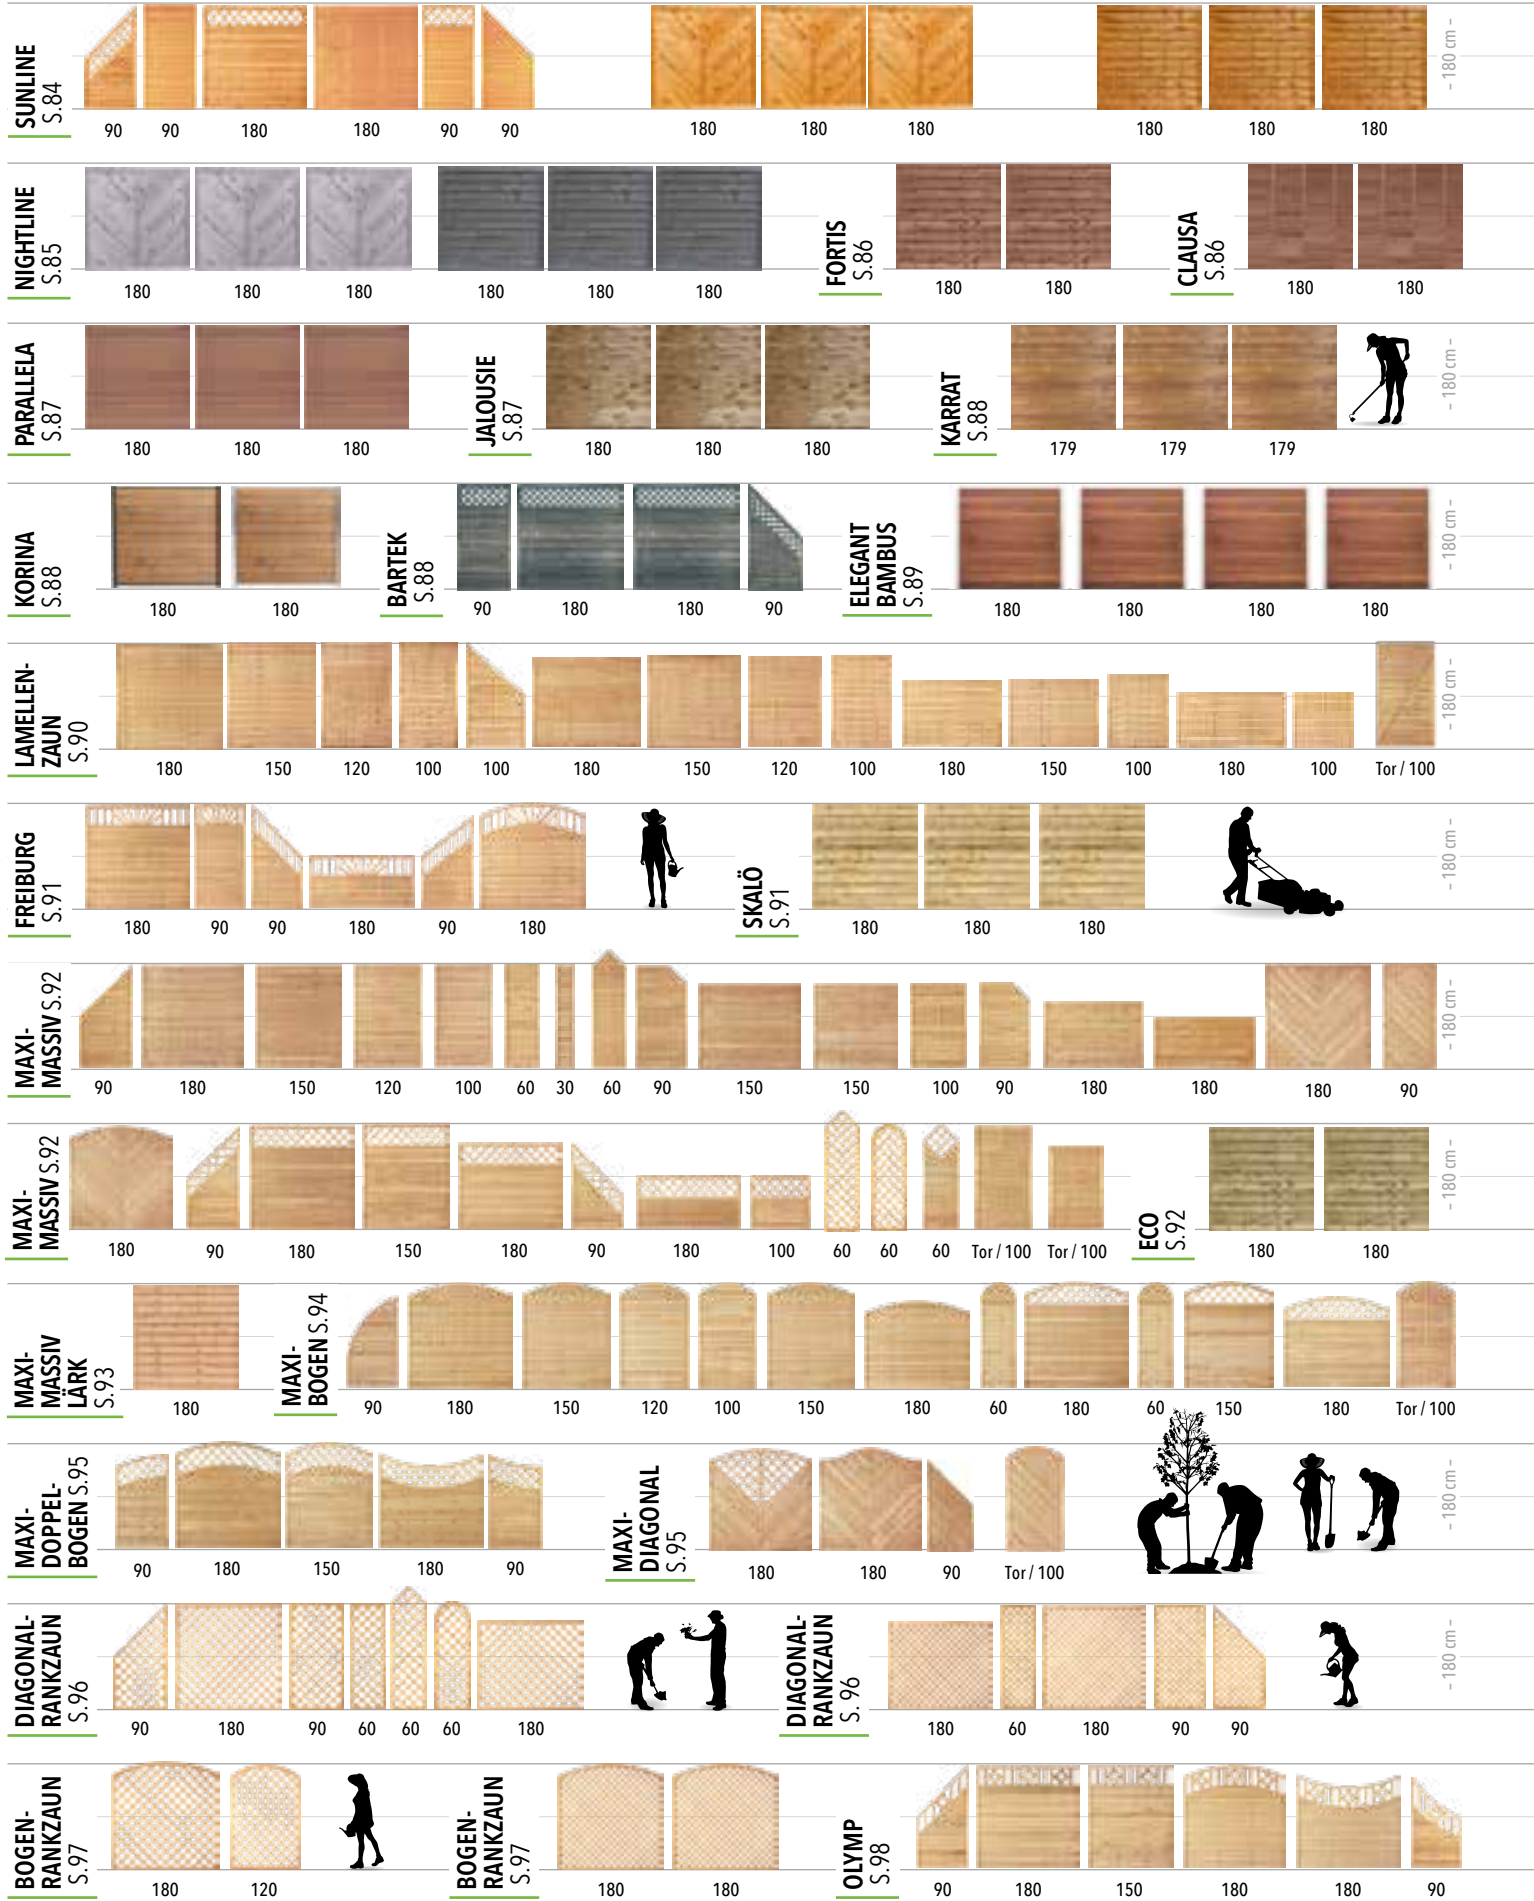 SUNLINE
S.84
90 90 180 180 90 90 180 180 180 180 180 180
– 180 cm –
NIGHTLINE
S.85
180 180 180 180 180 180
FORTIS
S.86
180 180
CLAUSA
S.86
180 180
PARALLELA
S.87
180 180 180
JALOUSIE
S.87
180 180 180
KARRAT
S.88
179 179 179
– 180 cm –
KORINA
S.88
180 180
BARTEK
S.88
90 180 180 90
ELEGANT
BAMBUS
S.89
180 180 180 180
– 180 cm –
LAMELLEN-
ZAUN
S.90
180 150 120 100 100 180 150 120 100 180 150 100 180 100 Tor / 100
– 180 cm –
FREIBURG
S.91
180 90 90 180 90 180
SKALÖ
S.91
180 180 180
– 180 cm –
MAXI-
MASSIV S.92
90 180 150 120 100 60 30 60 90 150 150 100 90 180 180 180 90
– 180 cm –
MAXI-
MASSIV S.92
180 90 180 150 180 90 180 100 60 60 60 Tor / 100 Tor / 100
ECO
S.92
180 180
– 180 cm –
MAXI-
MASSIV
LÄRK
S.93
180
MAXI-
BOGEN S.94
90 180 150 120 100 150 180 60 180 60 150 180 Tor / 100
MAXI-
DOPPEL-
BOGEN S.95
90 180 150 180 90
MAXI-
DIAGONAL
S.95
180 180 90 Tor / 100
– 180 cm –
DIAGONAL-
RANKZAUN
S.96
90 180 90 60 60 60 180
DIAGONAL-
RANKZAUN
S. 96
180 60 180 90 90
– 180 cm –
BOGEN-
RANKZAUN
S.97
180 120
BOGEN-
RANKZAUN
S.97
180 180
OLYMP
S.98
90 180 150 180 180 90